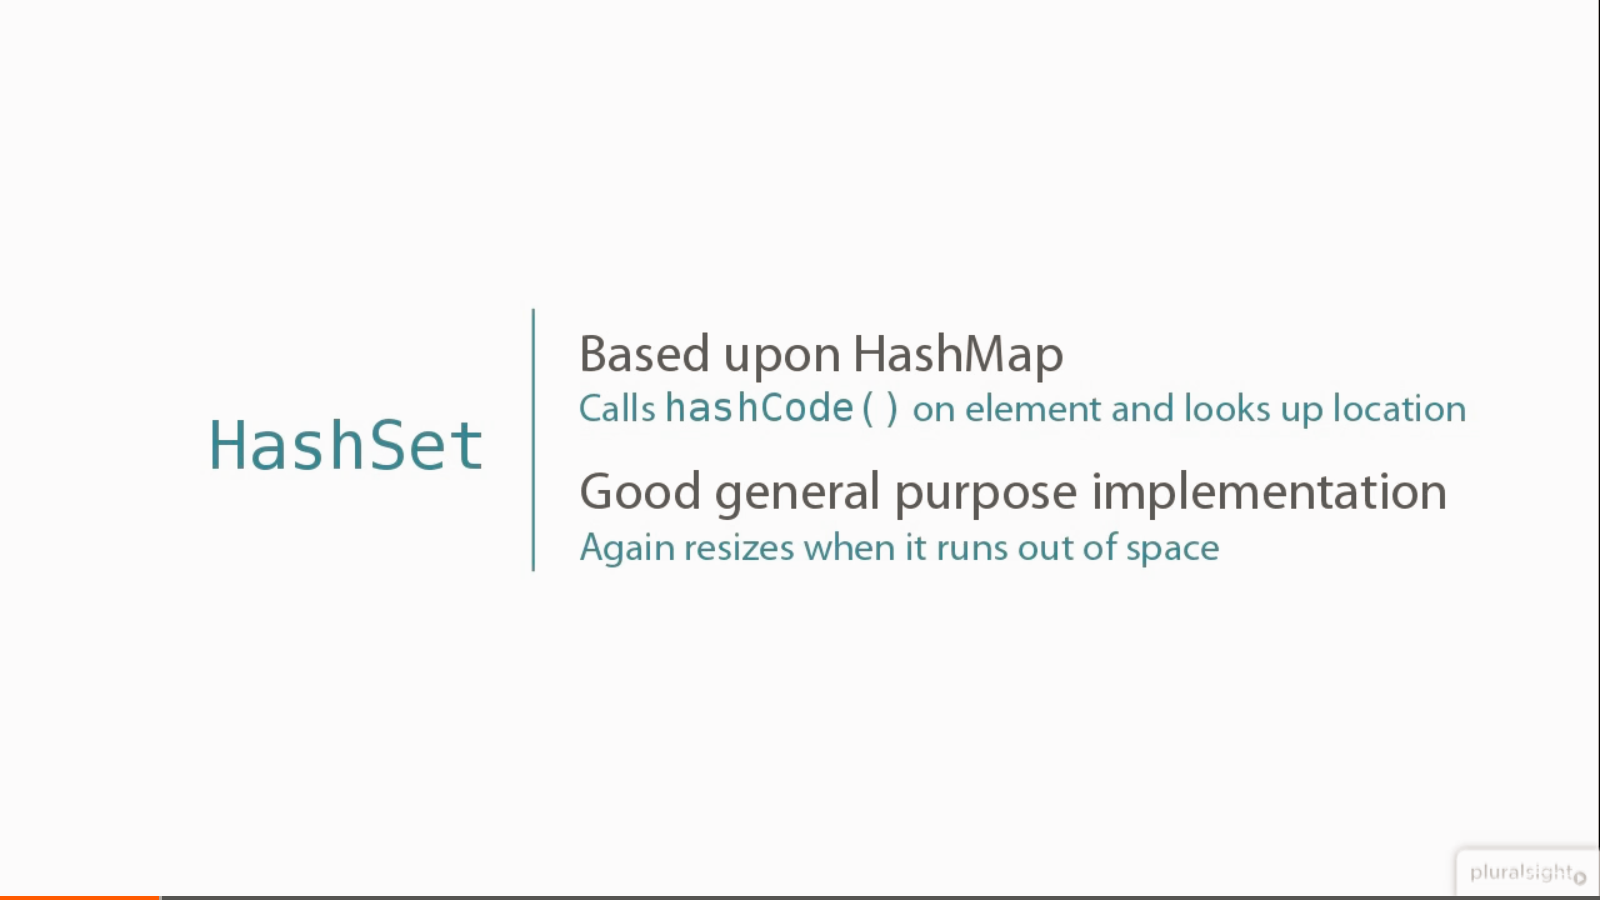 HashSet
Based upon HashMap
Calls hashCode() on element and looks up location
Good general purpose implementation
Again resizes when it runs out of space
pluralsight